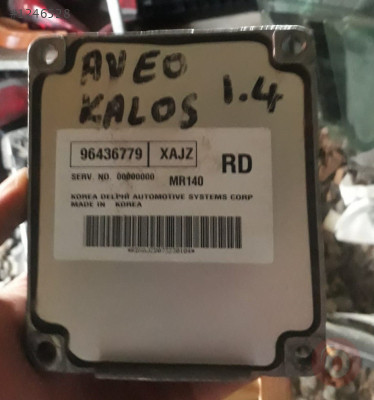 AVEO
KALOS 1.4
96436779 XAJZ
RD
SERV. NO. 00000000 MR140
KOREA DELPHI AUTOMOTIVE SYSTEMS CORP
MADE IN KOREA